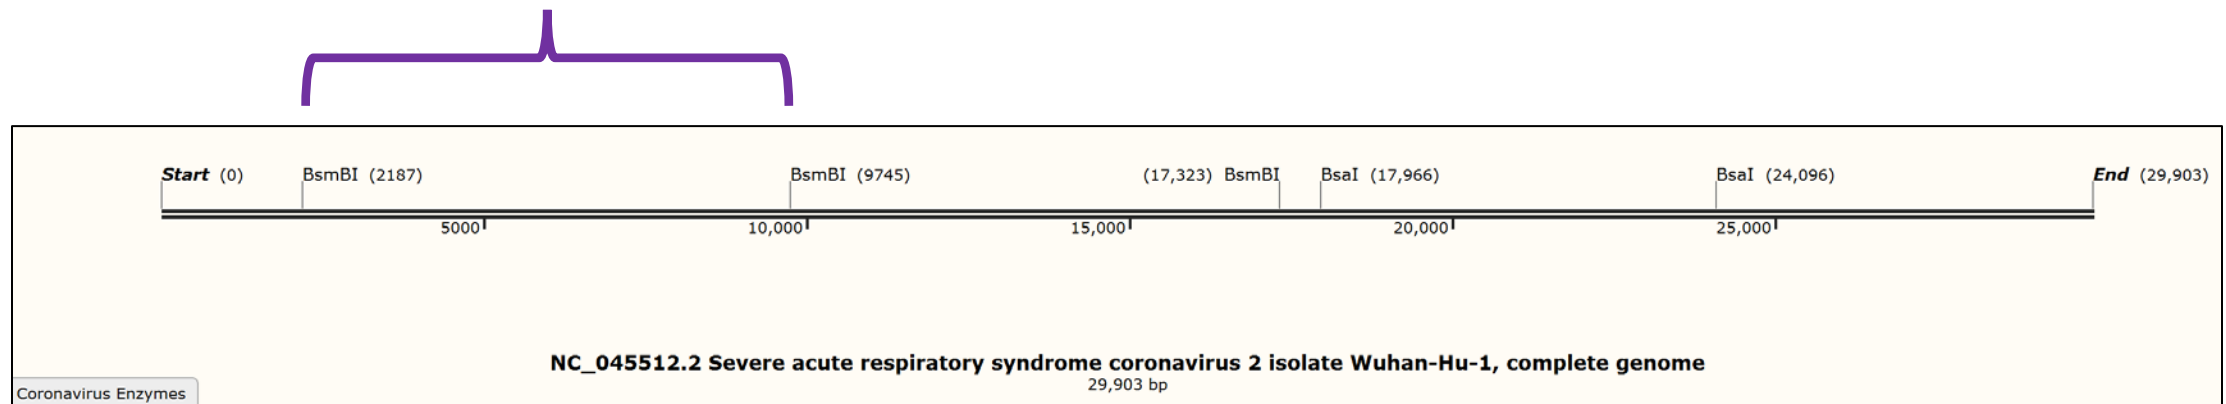 Start (0) BsmBI (2187) BsmBI (9745) (17,323) BsmBI BsaI (17,966) BsaI (24,096) End (29,903)
5000 10,000 15,000 20,000 25,000
NC_045512.2 Severe acute respiratory syndrome coronavirus 2 isolate Wuhan-Hu-1, complete genome
29,903 bp
Coronavirus Enzymes